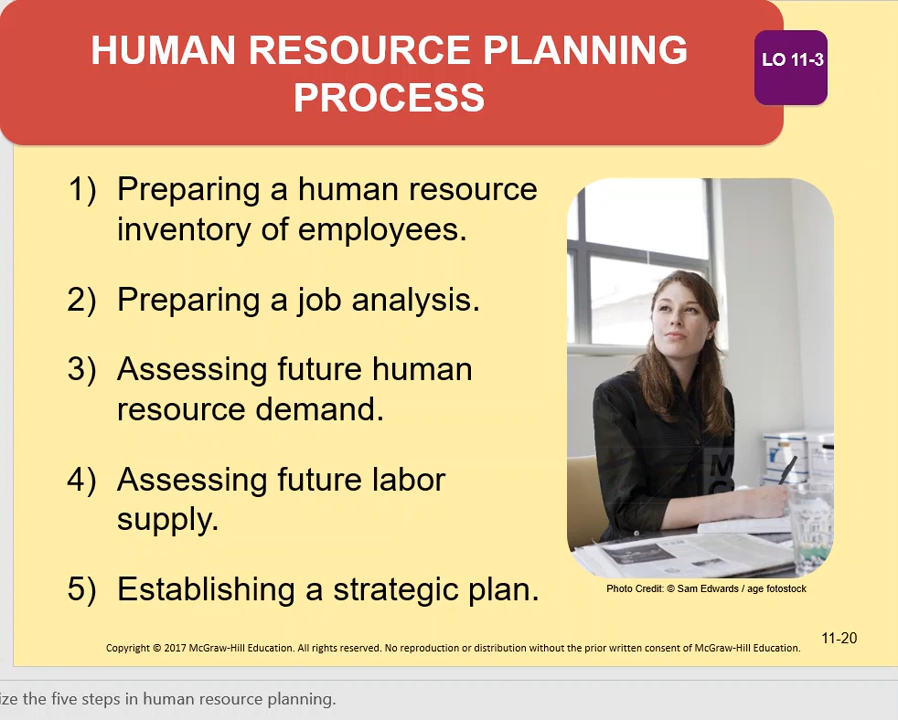 HUMAN RESOURCE PLANNING
PROCESS
LO 11-3
1) Preparing a human resource
inventory of employees.
2) Preparing a job analysis.
3) Assessing future human
resource demand.
4) Assessing future labor
supply.
5) Establishing a strategic plan.
Photo Credit: © Sam Edwards / age fotostock
11-20
Copyright © 2017 McGraw-Hill Education. All rights reserved. No reproduction or distribution without the prior written consent of McGraw-Hill Education.
ize the five steps in human resource planning.